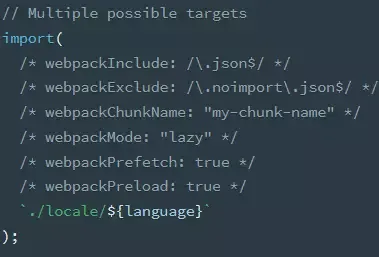 // Multiple possible targets
import(
  /* webpackInclude: /\.json$/ */
  /* webpackExclude: /\.noimport\.json$/ */
  /* webpackChunkName: "my-chunk-name" */
  /* webpackMode: "lazy" */
  /* webpackPrefetch: true */
  /* webpackPreload: true */
  `./locale/${language}`
);